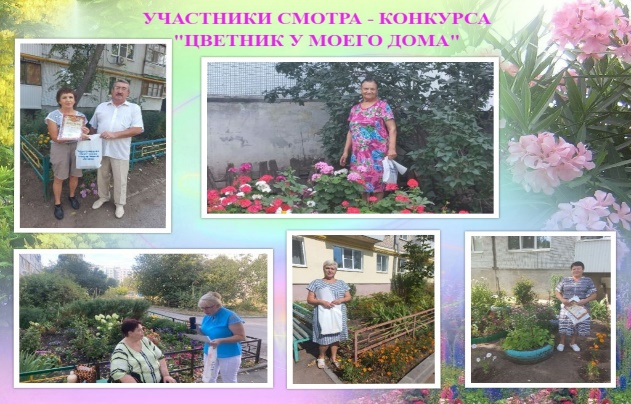 УЧАСТНИКИ СМОТРА - КОНКУРСА
"ЦВЕТНИК У МОЕГО ДОМА"